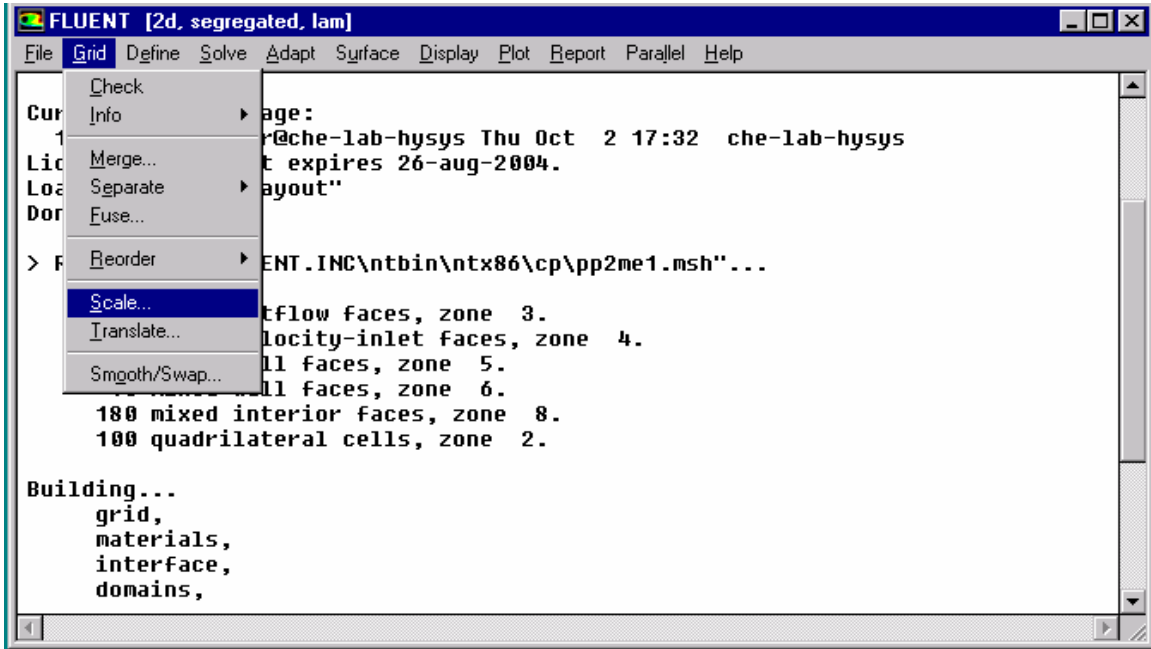 FLUENT [2d, segregated, lam]
File Grid Define Solve Adapt Surface Display Plot Report Parallel Help
Check
Info
Merge...
Separate
Fuse...
Reorder
Scale...
Translate...
Smooth/Swap...
Cur age:
1 r@che-lab-hysys Thu Oct 2 17:32 che-lab-hysys
Lic t expires 26-aug-2004.
Loa ayout"
Don
> R ENT.INC\ntbin\ntx86\cp\pp2me1.msh"...
tflow faces, zone 3.
locity-inlet faces, zone 4.
ll faces, zone 5.
ll faces, zone 6.
180 mixed interior faces, zone 8.
100 quadrilateral cells, zone 2.
Building...
grid,
materials,
interface,
domains,